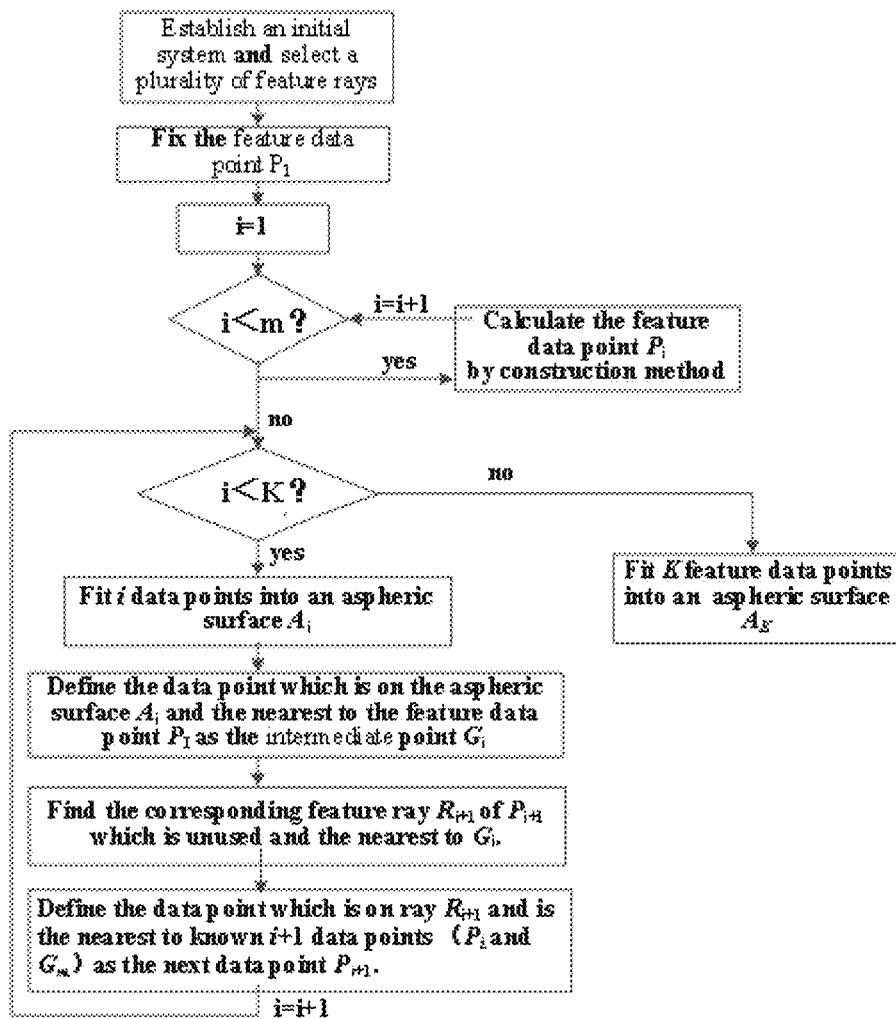 Establish an initial
system and select a
plurality of feature rays
Fix the feature data
point P₁
i=1
i<m?
i=i+1
Calculate the feature
data point Pᵢ
by construction method
yes
no
i<K?
no
yes
Fit i data points into an aspheric
surface Aᵢ
Fit K feature data points
into an aspheric surface
A_K
Define the data point which is on the aspheric
surface Aᵢ and the nearest to the feature data
point P_I as the intermediate point Gᵢ
Find the corresponding feature ray Rᵢ₊₁ of Pᵢ₊₁
which is unused and the nearest to Gᵢ.
Define the data point which is on ray Rᵢ₊₁ and is
the nearest to known i+1 data points (Pᵢ and
G_m) as the next data point Pᵢ₊₁.
i=i+1